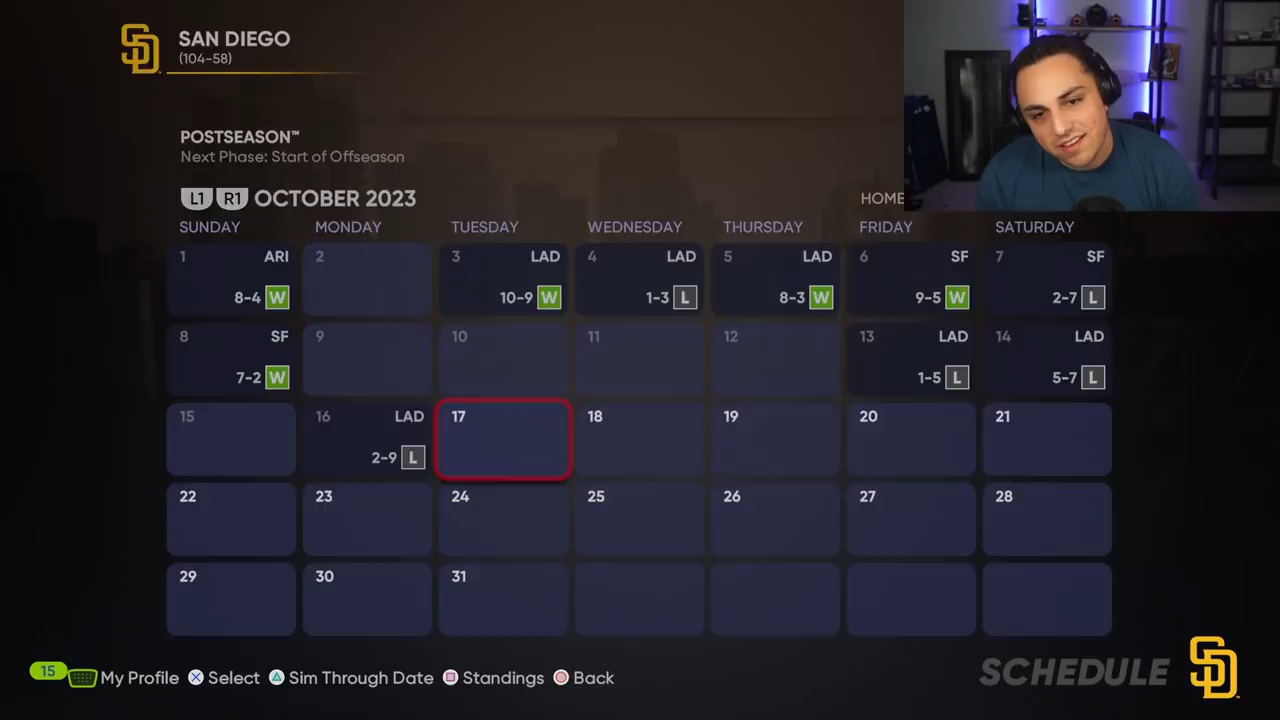 SD SAN DIEGO
(104-58)
POSTSEASON™
Next Phase: Start of Offseason
L1 R1 OCTOBER 2023 HOME
SUNDAY MONDAY TUESDAY WEDNESDAY THURSDAY FRIDAY SATURDAY
1 ARI 2 3 LAD 4 LAD 5 LAD 6 SF 7 SF
8-4 W 10-9 W 1-3 L 8-3 W 9-5 W 2-7 L
8 SF 9 10 11 12 13 LAD 14 LAD
7-2 W 1-5 L 5-7 L
15 16 LAD 17 18 19 20 21
2-9 L
22 23 24 25 26 27 28
29 30 31
15 My Profile Select Sim Through Date Standings Back
SCHEDULE SD